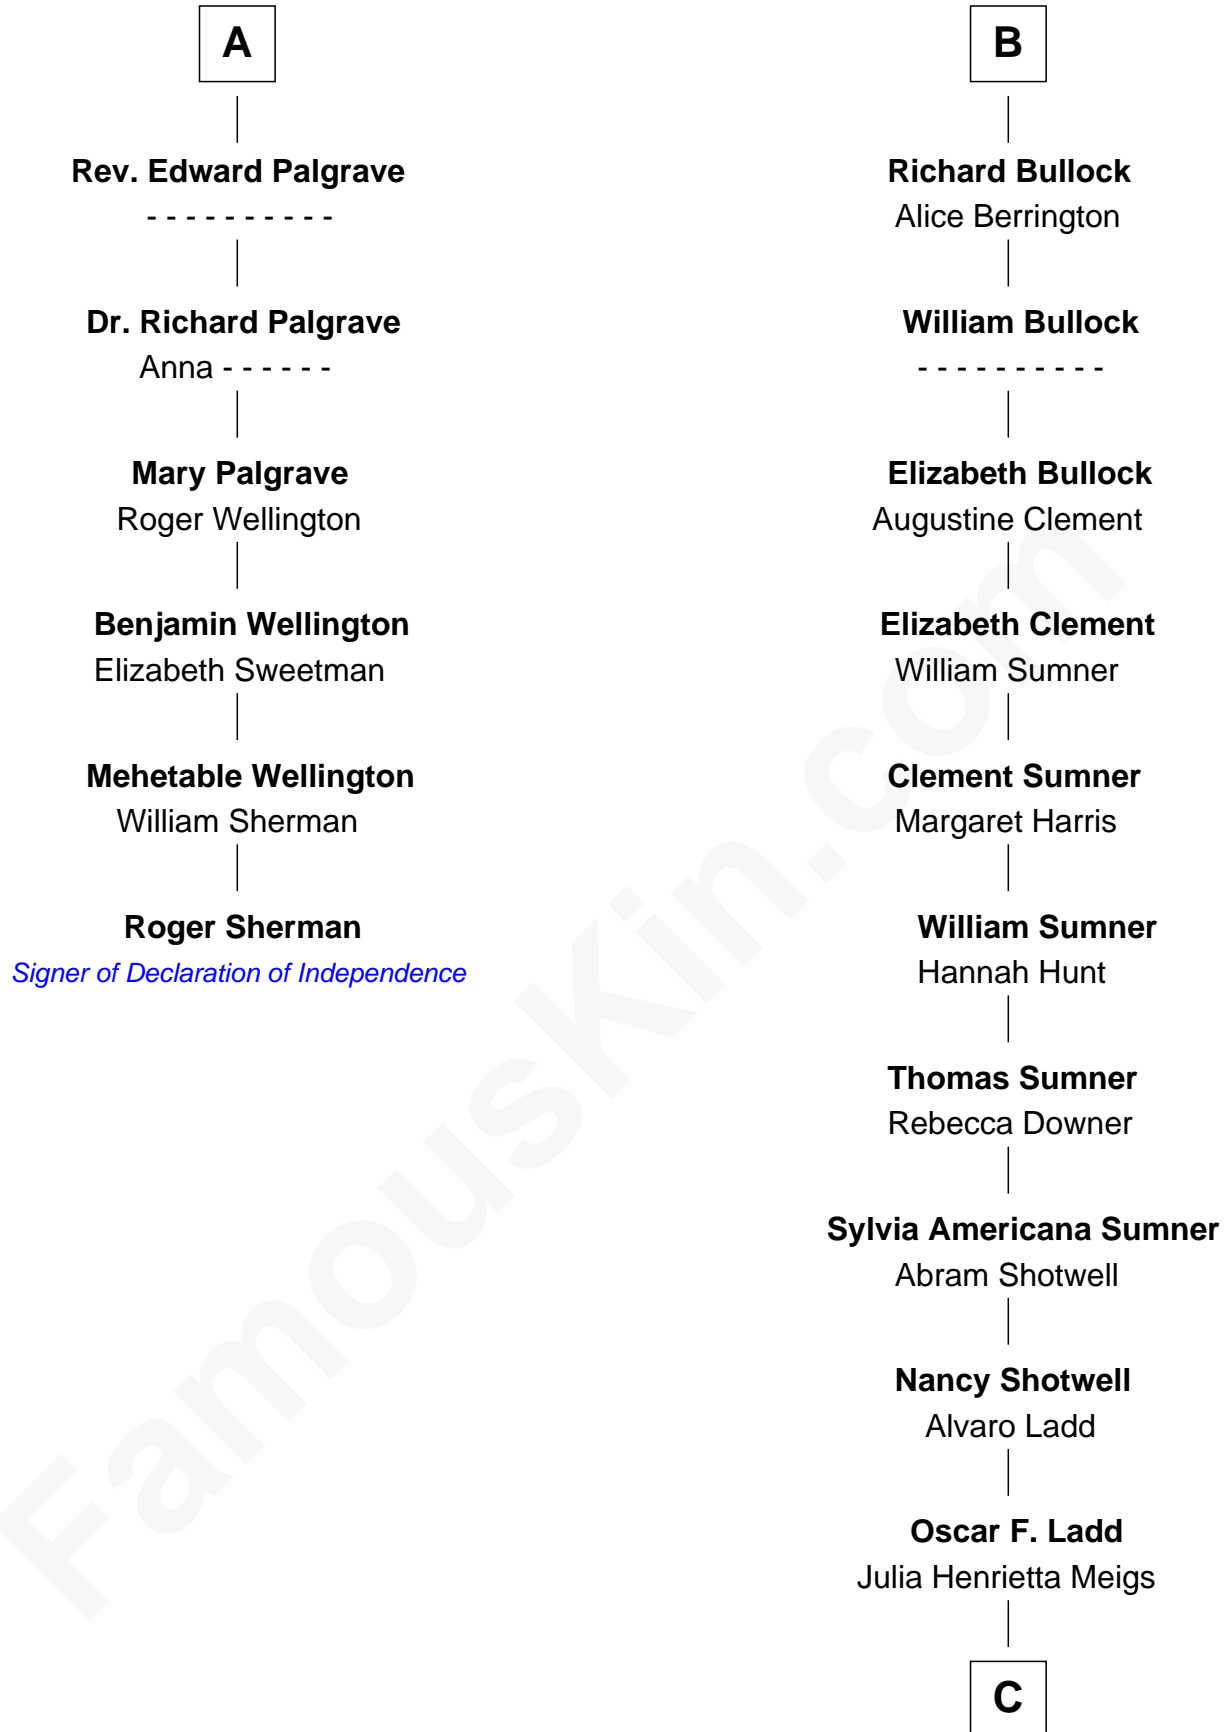 A
Rev. Edward Palgrave
- - - - - - - - - -
Dr. Richard Palgrave
Anna - - - - - -
Mary Palgrave
Roger Wellington
Benjamin Wellington
Elizabeth Sweetman
Mehetable Wellington
William Sherman
Roger Sherman
Signer of Declaration of Independence
B
Richard Bullock
Alice Berrington
William Bullock
- - - - - - - - - -
Elizabeth Bullock
Augustine Clement
Elizabeth Clement
William Sumner
Clement Sumner
Margaret Harris
William Sumner
Hannah Hunt
Thomas Sumner
Rebecca Downer
Sylvia Americana Sumner
Abram Shotwell
Nancy Shotwell
Alvaro Ladd
Oscar F. Ladd
Julia Henrietta Meigs
C
FamousKin.com